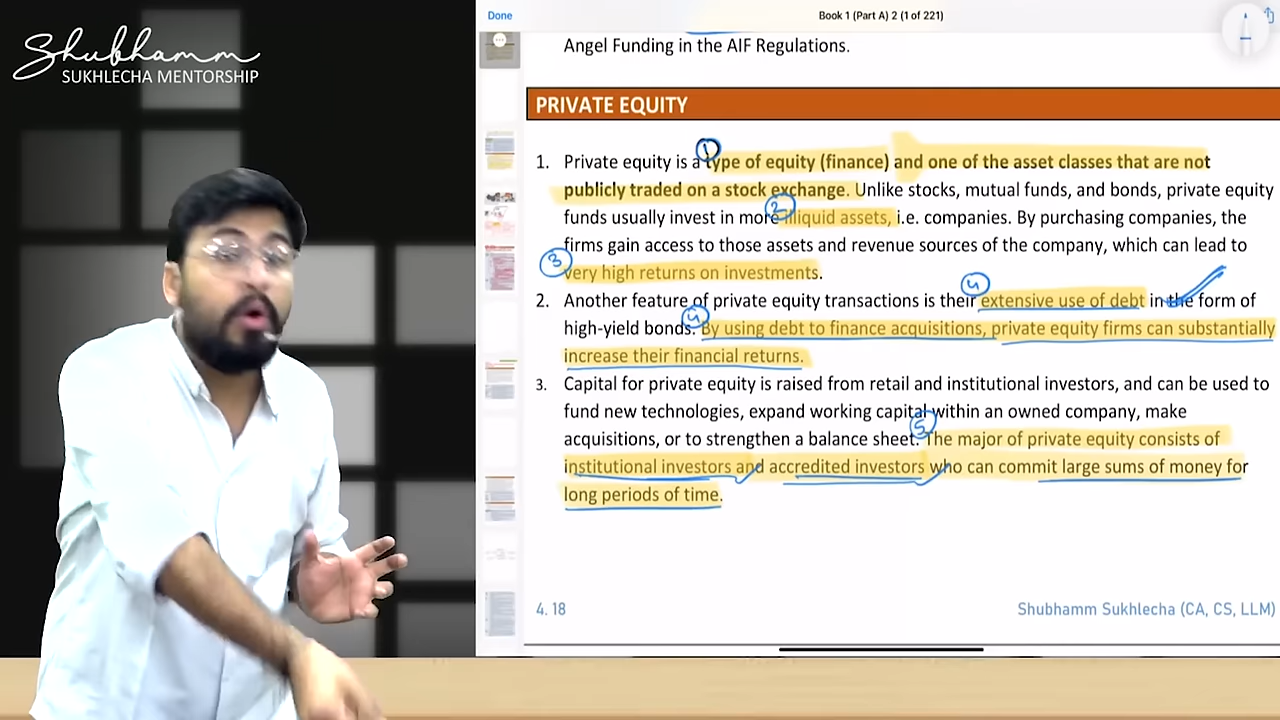 Shubhamm
SUKHLECHA MENTORSHIP
Done
Book 1 (Part A) 2 (1 of 221)
Angel Funding in the AIF Regulations.
PRIVATE EQUITY
1
1. Private equity is a type of equity (finance) and one of the asset classes that are not
publicly traded on a stock exchange. Unlike stocks, mutual funds, and bonds, private equity
2
funds usually invest in more illiquid assets, i.e. companies. By purchasing companies, the
firms gain access to those assets and revenue sources of the company, which can lead to
3
very high returns on investments.
4
2. Another feature of private equity transactions is their extensive use of debt in the form of
4
high-yield bonds. By using debt to finance acquisitions, private equity firms can substantially
increase their financial returns.
3. Capital for private equity is raised from retail and institutional investors, and can be used to
fund new technologies, expand working capital within an owned company, make
5
acquisitions, or to strengthen a balance sheet. The major of private equity consists of
institutional investors and accredited investors who can commit large sums of money for
long periods of time.
4. 18
Shubhamm Sukhlecha (CA, CS, LLM)